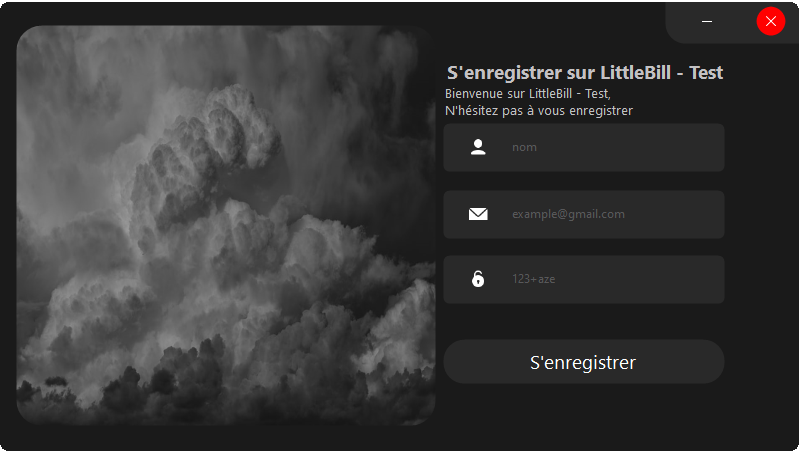 S'enregistrer sur LittleBill - Test
Bienvenue sur LittleBill - Test,
N'hésitez pas à vous enregistrer
nom
example@gmail.com
123+aze
S'enregistrer